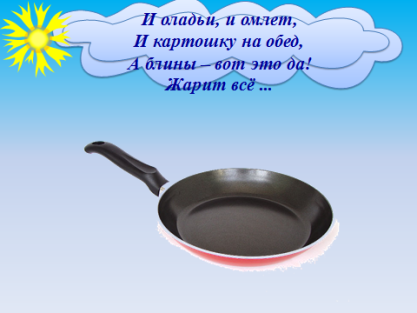 И оладьи, и омлет,
И картошку на обед,
А блины – вот это да!
Жарит всё ...